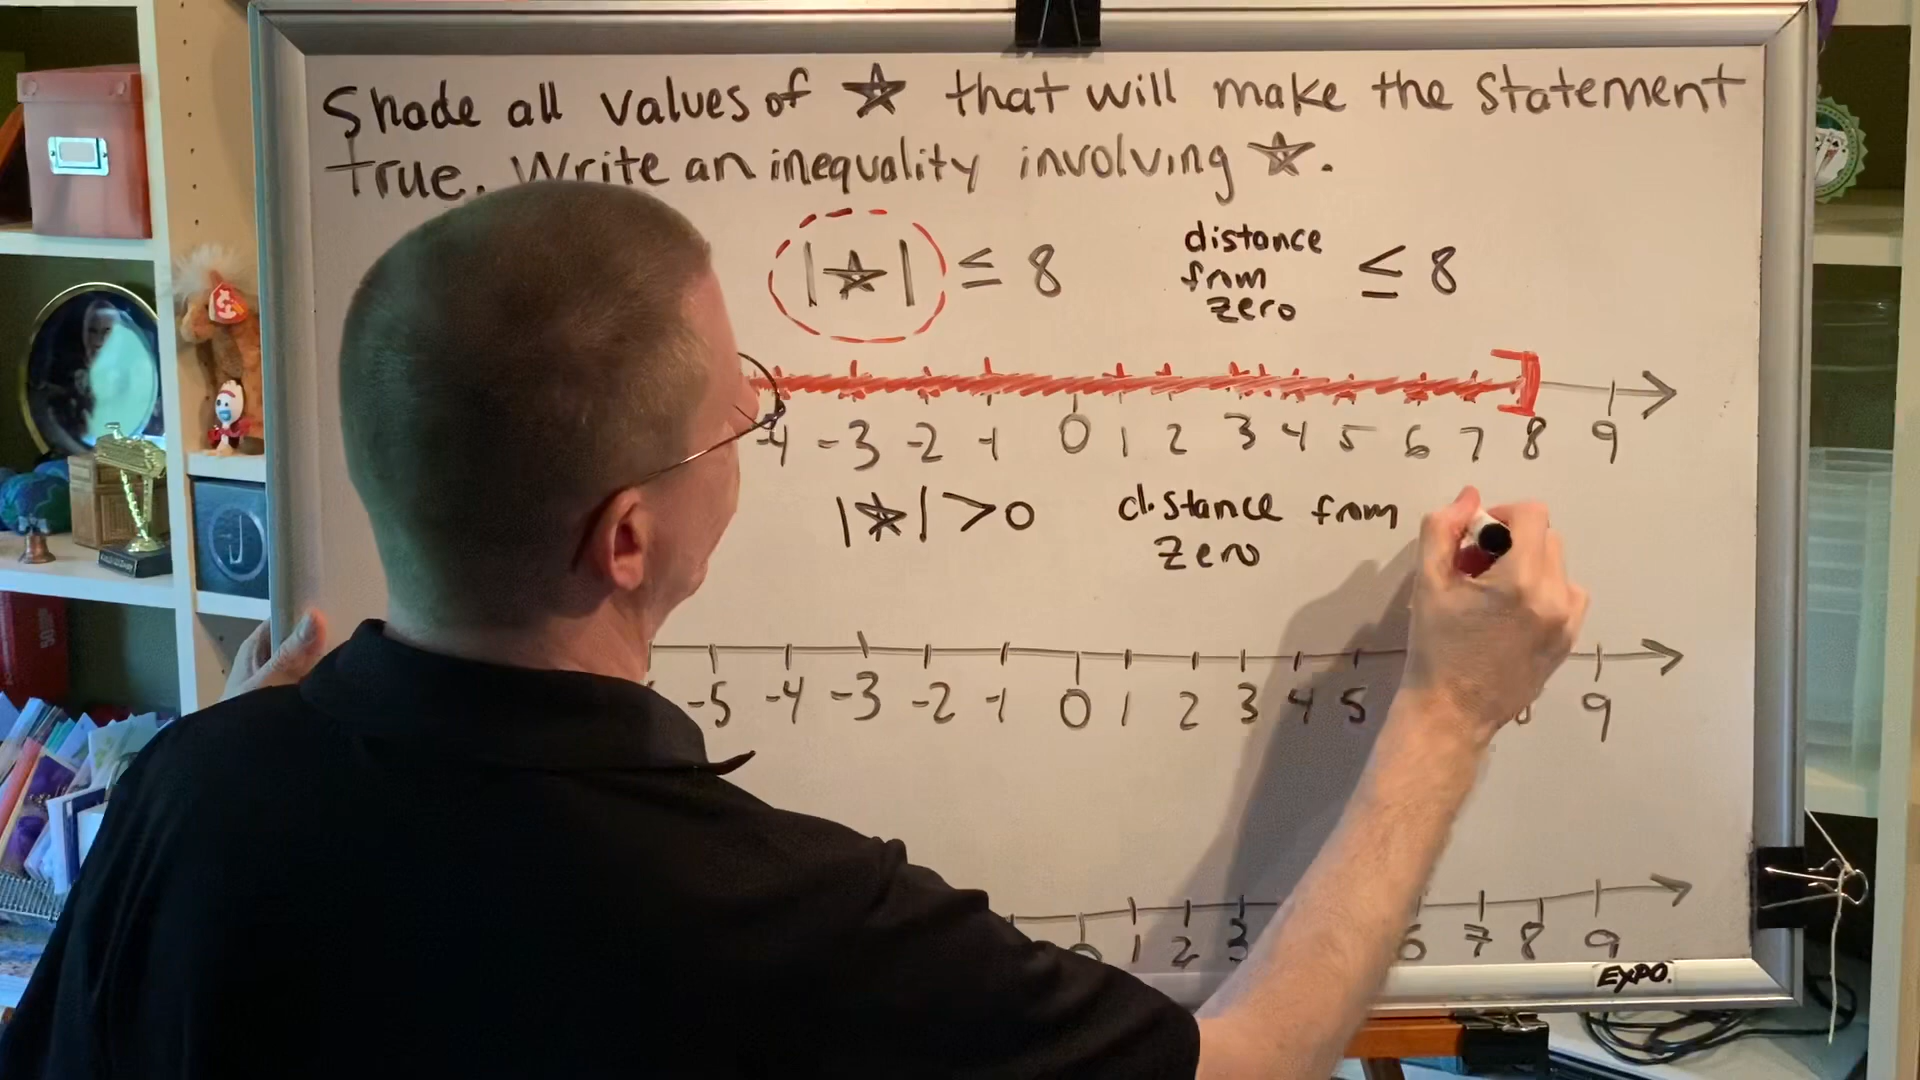 Shade all values of ☆ that will make the statement
true. Write an inequality involving ☆.
|☆| ≤ 8
distance
from
zero
≤ 8
-4 -3 -2 -1 0 1 2 3 4 5 6 7 8 9
|☆| > 0
distance from
zero
-5 -4 -3 -2 -1 0 1 2 3 4 5 9
1 2 3 6 7 8 9
EXPO.